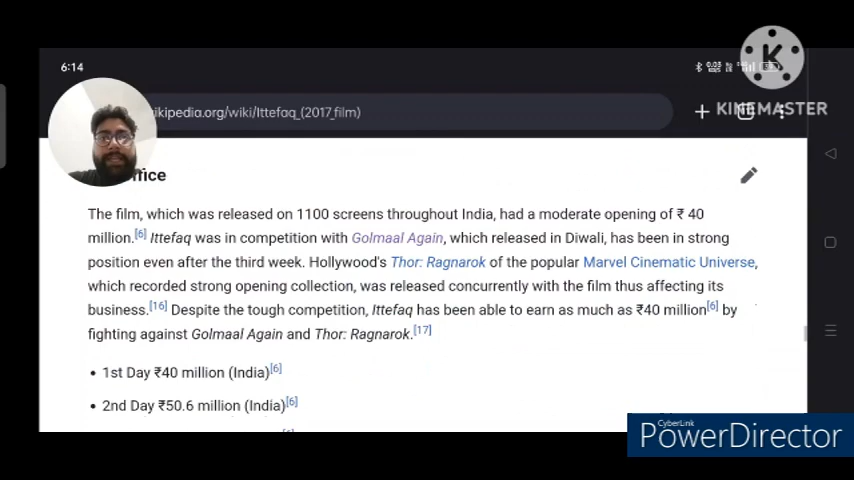 6:14
KINEMASTER
ikipedia.org/wiki/Ittefaq_(2017_film)
ffice
The film, which was released on 1100 screens throughout India, had a moderate opening of ₹ 40
million.[6] Ittefaq was in competition with Golmaal Again, which released in Diwali, has been in strong
position even after the third week. Hollywood's Thor: Ragnarok of the popular Marvel Cinematic Universe,
which recorded strong opening collection, was released concurrently with the film thus affecting its
business.[16] Despite the tough competition, Ittefaq has been able to earn as much as ₹40 million[6] by
fighting against Golmaal Again and Thor: Ragnarok.[17]
• 1st Day ₹40 million (India)[6]
• 2nd Day ₹50.6 million (India)[6]
CyberLink
PowerDirector